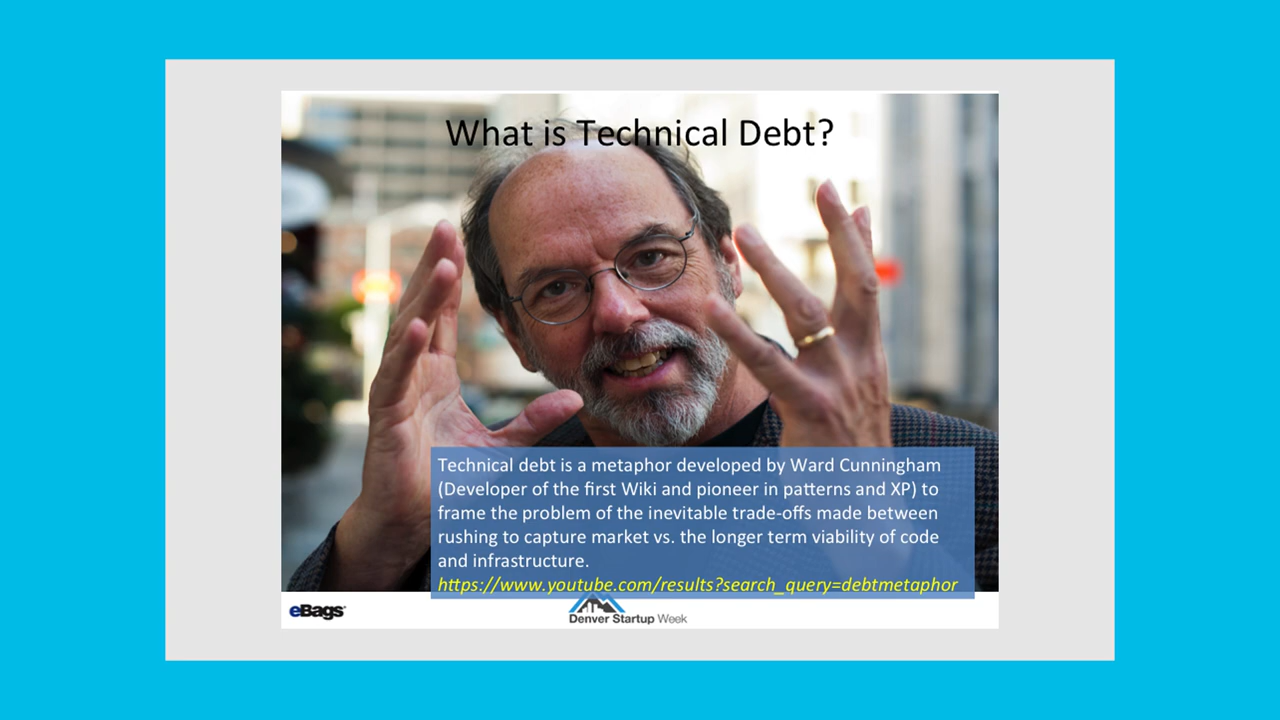 What is Technical Debt?
Technical debt is a metaphor developed by Ward Cunningham
(Developer of the first Wiki and pioneer in patterns and XP) to
frame the problem of the inevitable trade-offs made between
rushing to capture market vs. the longer term viability of code
and infrastructure.
https://www.youtube.com/results?search_query=debtmetaphor
eBags
Denver Startup Week